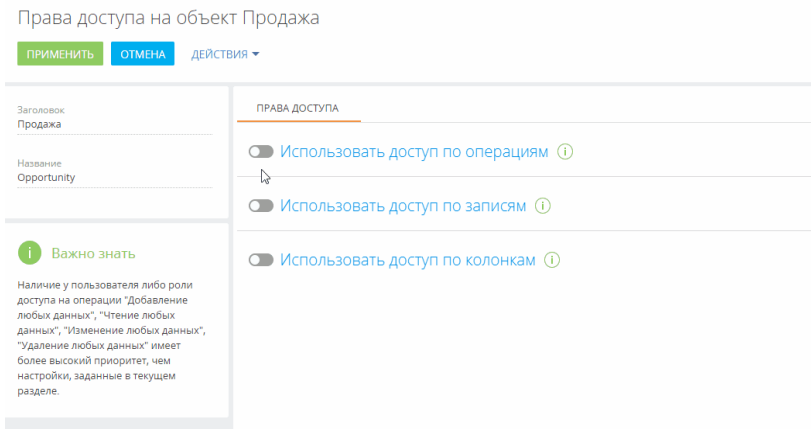 Права доступа на объект Продажа
ПРИМЕНИТЬ ОТМЕНА ДЕЙСТВИЯ
Заголовок
Продажа
Название
Opportunity
i Важно знать
Наличие у пользователя либо роли
доступа на операции "Добавление
любых данных", "Чтение любых
данных", "Изменение любых данных",
"Удаление любых данных" имеет
более высокий приоритет, чем
настройки, заданные в текущем
разделе.
ПРАВА ДОСТУПА
Использовать доступ по операциям i
Использовать доступ по записям i
Использовать доступ по колонкам i